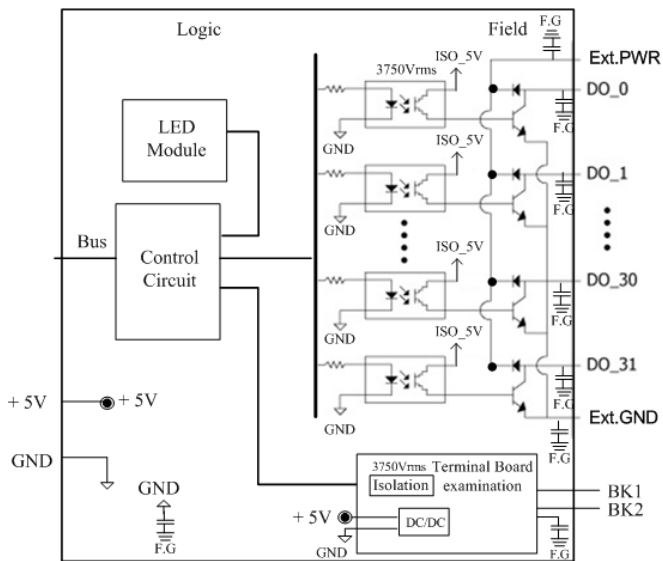 Logic
Field
F.G
Ext.PWR
ISO_5V
3750Vrms
DO_0
F.G
GND
LED
Module
ISO_5V
DO_1
F.G
GND
Bus
Control
Circuit
ISO_5V
DO_30
F.G
GND
ISO_5V
DO_31
F.G
GND
+ 5V
+ 5V
Ext.GND
F.G
GND
GND
F.G
3750Vrms Terminal Board
Isolation examination
BK1
BK2
+ 5V
DC/DC
GND
F.G